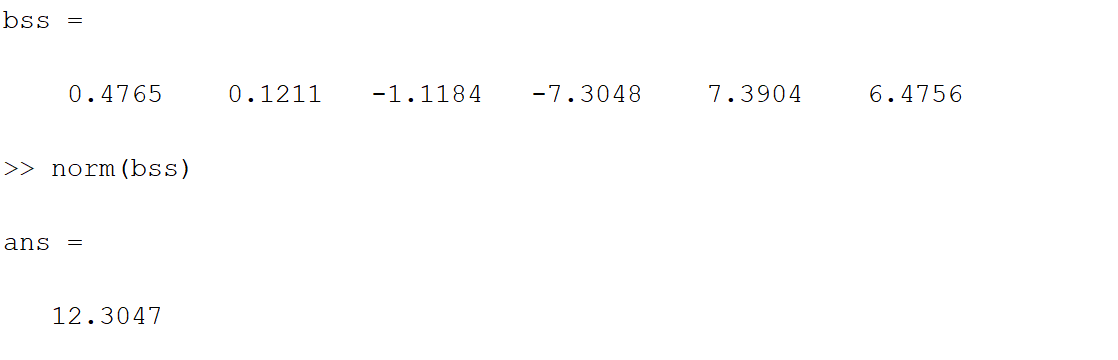 bss =
0.4765 0.1211 -1.1184 -7.3048 7.3904 6.4756
>> norm(bss)
ans =
12.3047